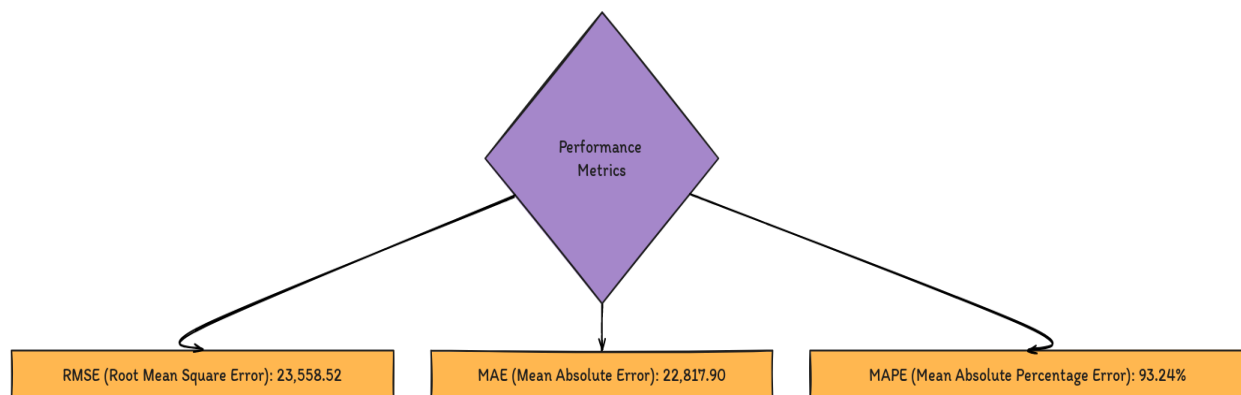 Performance
Metrics
RMSE (Root Mean Square Error): 23,558.52
MAE (Mean Absolute Error): 22,817.90
MAPE (Mean Absolute Percentage Error): 93.24%